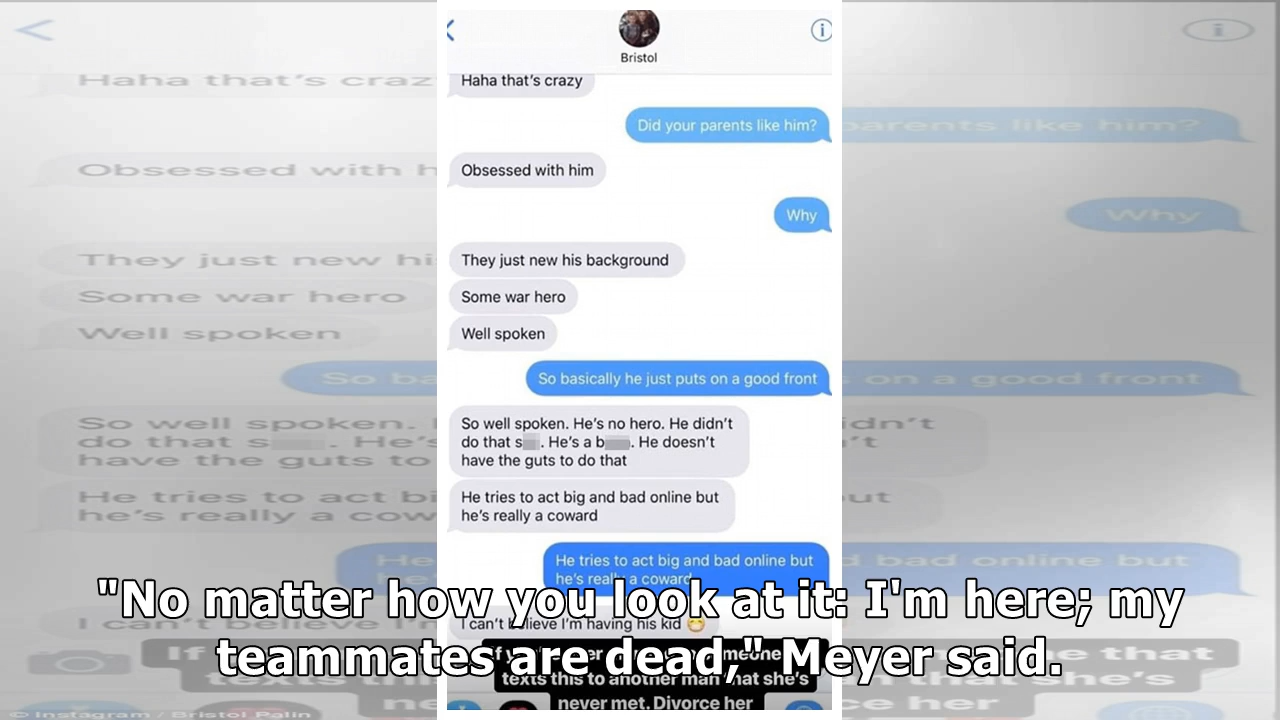 Bristol
Haha that's crazy
Did your parents like him?
Obsessed with him
Why
They just new his background
Some war hero
Well spoken
So basically he just puts on a good front
So well spoken. He's no hero. He didn't
do that s . He's a b . He doesn't
have the guts to do that
He tries to act big and bad online but
he's really a coward
He tries to act big and bad online but
he's really a coward
I can't believe I'm having his kid 😷
"No matter how you look at it: I'm here; my
teammates are dead," Meyer said.
texts this to another man that she's
never met. Divorce her
© Instagram / Bristol Palin